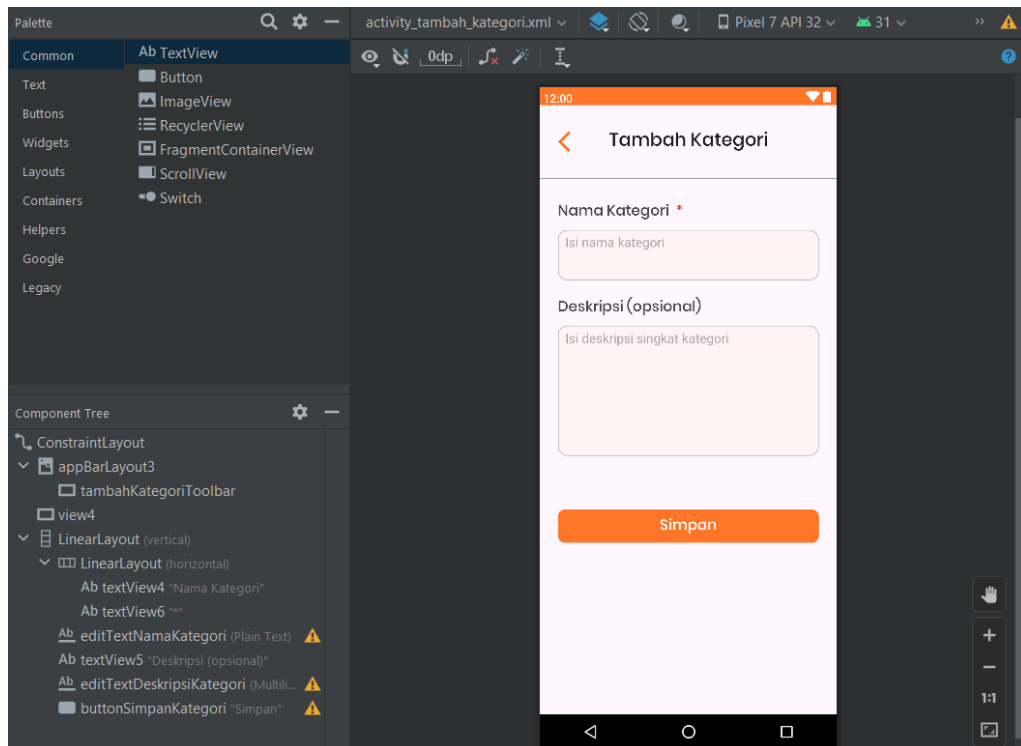 Palette
Common
Text
Buttons
Widgets
Layouts
Containers
Helpers
Google
Legacy
Ab TextView
Button
ImageView
RecyclerView
FragmentContainerView
ScrollView
Switch
activity_tambah_kategori.xml
Pixel 7 API 32
31
0dp
12:00
Tambah Kategori
Nama Kategori *
Isi nama kategori
Deskripsi (opsional)
Isi deskripsi singkat kategori
Simpan
1:1
Component Tree
ConstraintLayout
appBarLayout3
tambahKategoriToolbar
view4
LinearLayout (vertical)
LinearLayout (horizontal)
Ab textView4 "Nama Kategori"
Ab textView6 "*"
Ab editTextNamaKategori (Plain Text)
Ab textView5 "Deskripsi (opsional)"
Ab editTextDeskripsiKategori (Multili...
buttonSimpanKategori "Simpan"